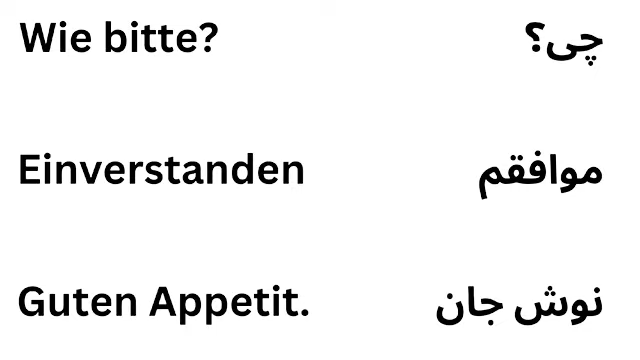 Wie bitte? چی؟
Einverstanden موافقم
Guten Appetit. نوش جان